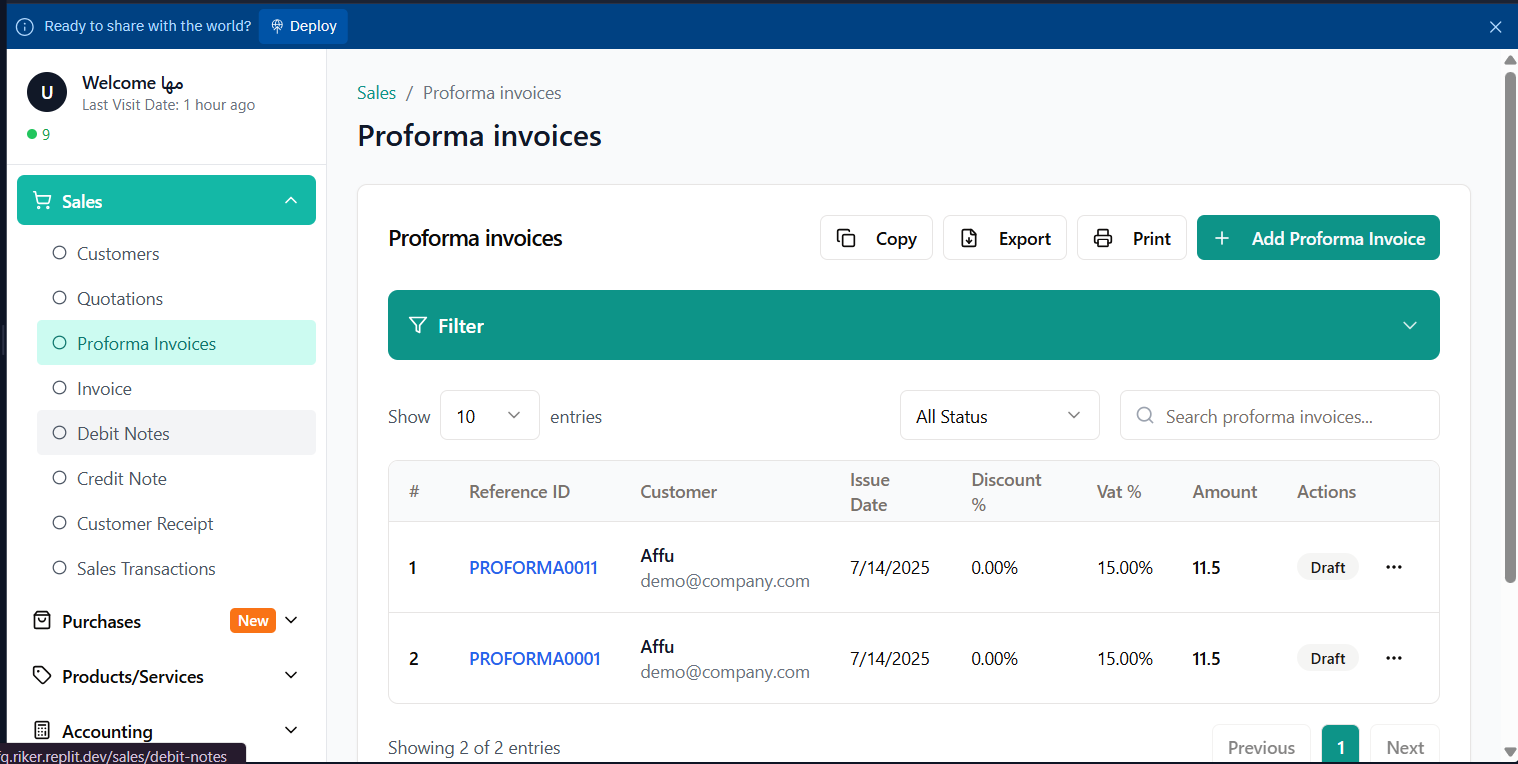 Ready to share with the world? Deploy
U
Welcome مها
Last Visit Date: 1 hour ago
9
Sales
Customers
Quotations
Proforma Invoices
Invoice
Debit Notes
Credit Note
Customer Receipt
Sales Transactions
Purchases New
Products/Services
Accounting
q.riker.replit.dev/sales/debit-notes
Sales / Proforma invoices
Proforma invoices
Proforma invoices Copy Export Print + Add Proforma Invoice
Filter
Show 10 entries All Status Search proforma invoices...
# Reference ID Customer Issue Date Discount % Vat % Amount Actions
1 PROFORMA0011 Affu demo@company.com 7/14/2025 0.00% 15.00% 11.5 Draft ...
2 PROFORMA0001 Affu demo@company.com 7/14/2025 0.00% 15.00% 11.5 Draft ...
Showing 2 of 2 entries Previous 1 Next